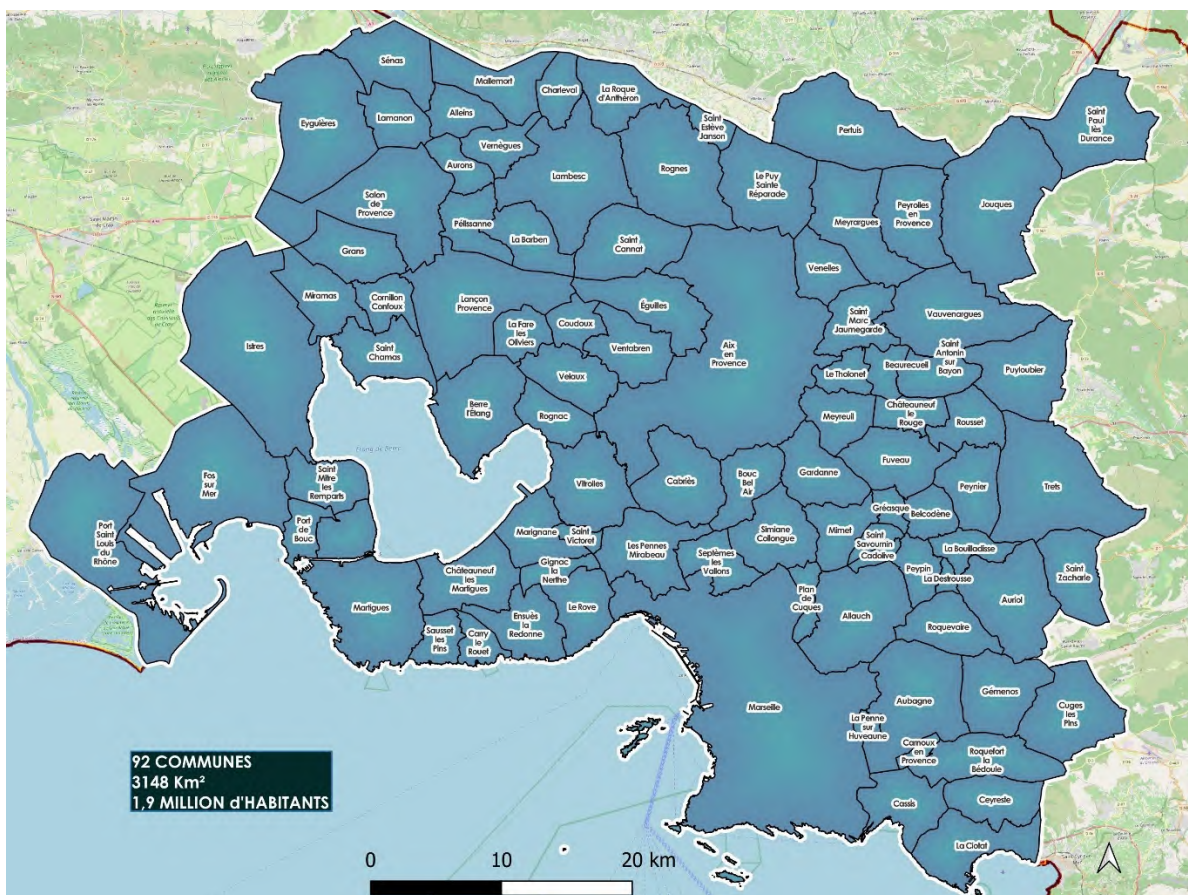 Sénas
Mallemort
Charleval
La Roque
d'Anthéron
Eyguières
Lamanon
Alleins
Saint
Estève
Janson
Pertuis
Saint
Paul
lès
Durance
Vernègues
Aurons
Lambesc
Rognes
Le Puy
Sainte
Réparade
Jouques
Salon
de
Provence
Meyrargues
Peyrolles
en
Provence
Pélissanne
La Barben
Saint
Cannat
Grans
Venelles
Miramas
Cornillon
Confoux
Lançon
Provence
Éguilles
Saint
Marc
Jaumegarde
Vauvenargues
La Fare
les
Oliviers
Coudoux
Ventabren
Istres
Saint
Chamas
Aix
en
Provence
Saint
Antonin
sur
Bayon
Beaurecueil
Le Tholonet
Puyloubier
Velaux
Berre
l'Étang
Rognac
Meyreuil
Châteauneuf
le
Rouge
Rousset
Fos
sur
Mer
Saint
Mitre
les
Remparts
Vitrolles
Cabriès
Bouc
Bel
Air
Gardanne
Fuveau
Peynier
Trets
Port
Saint
Louis
du
Rhône
Port
de
Bouc
Gréasque
Belcodène
Marignane
Saint
Victoret
Les Pennes
Mirabeau
Septèmes
les
Vallons
Simiane
Collongue
Mimet
Saint
Savournin
Cadolive
La Bouilladisse
Châteauneuf
les
Martigues
Gignac
la
Nerthe
Peypin
La Destrousse
Saint
Zacharie
Auriol
Martigues
Ensuès
la
Redonne
Le Rove
Plan
de
Cuques
Allauch
Roquevaire
Sausset
les
Pins
Carry
le
Rouet
Marseille
Aubagne
Gémenos
Cuges
les
Pins
La Penne
sur
Huveaune
Carnoux
en
Provence
Roquefort
la
Bédoule
Cassis
Ceyreste
La Ciotat
92 COMMUNES
3148 Km²
1,9 MILLION d'HABITANTS
0 10 20 km